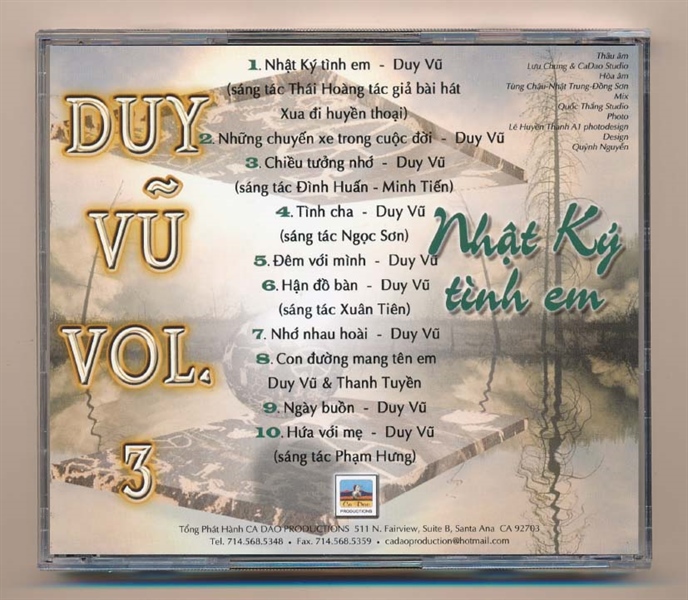 DUY
VŨ
VOL.
3
1. Nhật Ký tình em - Duy Vũ
(sáng tác Thái Hoàng tác giả bài hát
Xua đi huyền thoại)
2. Những chuyến xe trong cuộc đời - Duy Vũ
3. Chiều tưởng nhớ - Duy Vũ
(sáng tác Đình Huấn - Minh Tiến)
4. Tình cha - Duy Vũ
(sáng tác Ngọc Sơn)
5. Đêm với mình - Duy Vũ
6. Hận đồ bàn - Duy Vũ
(sáng tác Xuân Tiên)
7. Nhớ nhau hoài - Duy Vũ
8. Con đường mang tên em
Duy Vũ & Thanh Tuyền
9. Ngày buồn - Duy Vũ
10. Hứa với mẹ - Duy Vũ
(sáng tác Phạm Hưng)
Thâu âm
Lưu Chung & CaDao Studio
Hòa âm
Tùng Châu-Nhật Trung-Đồng Sơn
Mix
Quốc Thắng Studio
Photo
Lê Huyền Thanh A1 photodesign
Design
Quỳnh Nguyễn
Nhật Ký
tình em
Ca Dao
PRODUCTIONS
Tổng Phát Hành CA DAO PRODUCTIONS 511 N. Fairview, Suite B, Santa Ana CA 92703
Tel. 714.568.5348 • Fax. 714.568.5359 • cadaoproduction@hotmail.com